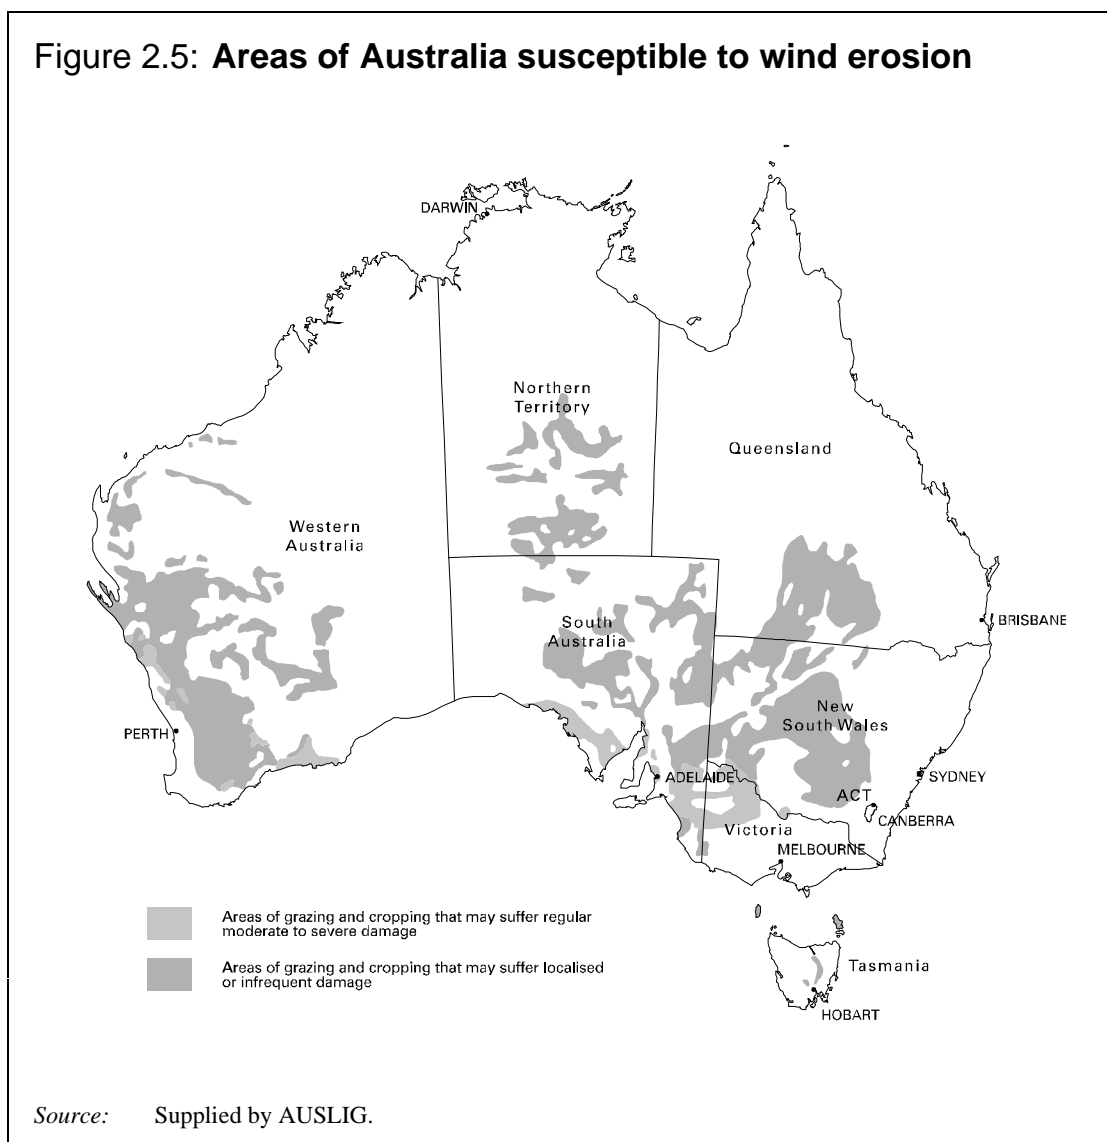 Figure 2.5: Areas of Australia susceptible to wind erosion
DARWIN
Northern
Territory
Queensland
Western
Australia
South
Australia
BRISBANE
New
South Wales
PERTH
ADELAIDE
SYDNEY
ACT
CANBERRA
Victoria
MELBOURNE
Areas of grazing and cropping that may suffer regular
moderate to severe damage
Areas of grazing and cropping that may suffer localised
or infrequent damage
Tasmania
HOBART
Source: Supplied by AUSLIG.